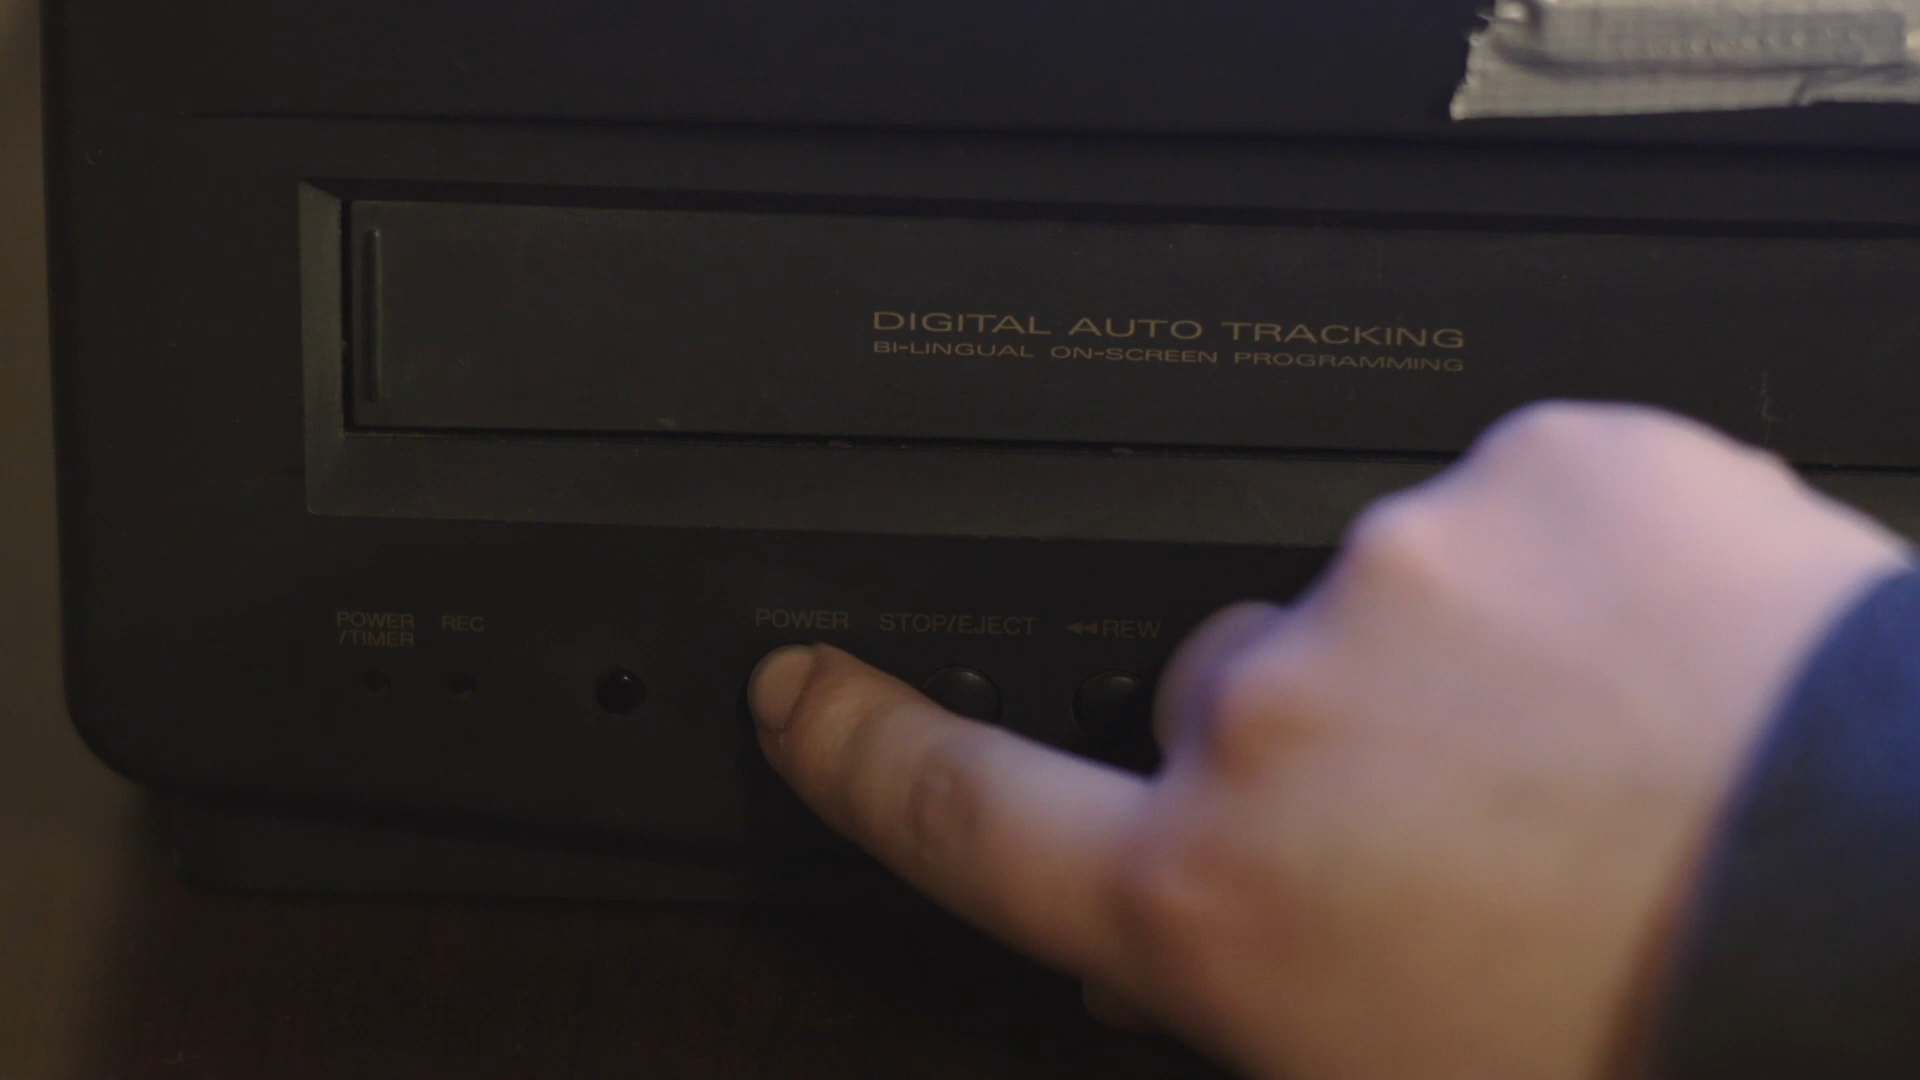 DIGITAL AUTO TRACKING
BI-LINGUAL ON-SCREEN PROGRAMMING
POWER
/TIMER
REC
POWER
STOP/EJECT
◀◀REW